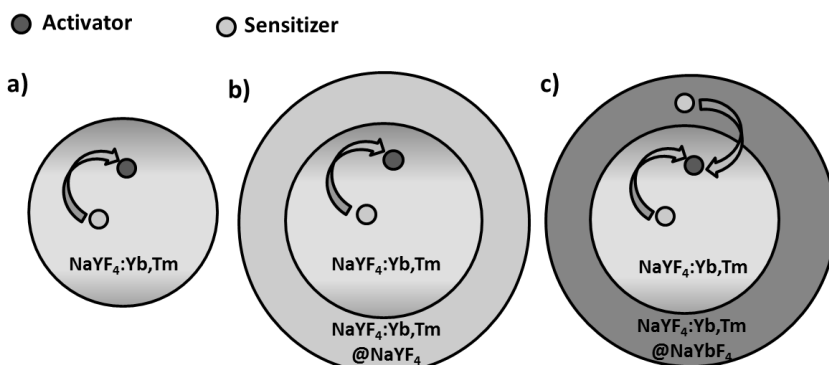 Activator
Sensitizer
a)
b)
c)
NaYF₄:Yb,Tm
NaYF₄:Yb,Tm
NaYF₄:Yb,Tm
NaYF₄:Yb,Tm
@NaYF₄
NaYF₄:Yb,Tm
@NaYbF₄